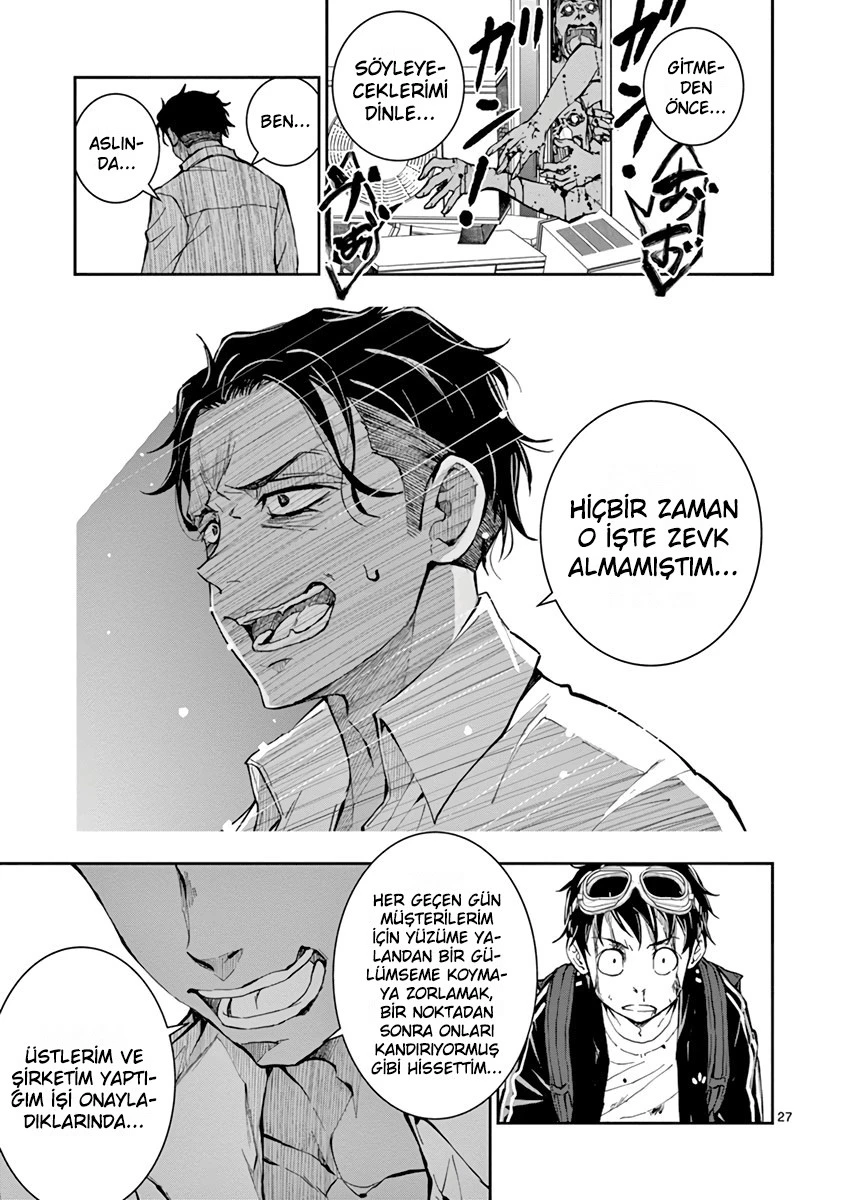 GİTME-
DEN
ÖNCE...
SÖYLEYE-
CEKLERİMİ
DİNLE...
BEN...
ASLIN-
DA...
HİÇBİR ZAMAN
O İŞTE ZEVK
ALMAMIŞTIM...
HER GEÇEN GÜN
MÜŞTERİLERİM
İÇİN YÜZÜME YA-
LANDAN BİR GÜ-
LÜMSEME KOYMA-
YA ZORLAMAK,
BİR NOKTADAN
SONRA ONLARI
KANDIRIYORMUŞ
GİBİ HİSSETTİM...
ÜSTLERİM VE
ŞİRKETİM YAPTI-
ĞIM İŞİ ONAYLA-
DIKLARINDA...
27